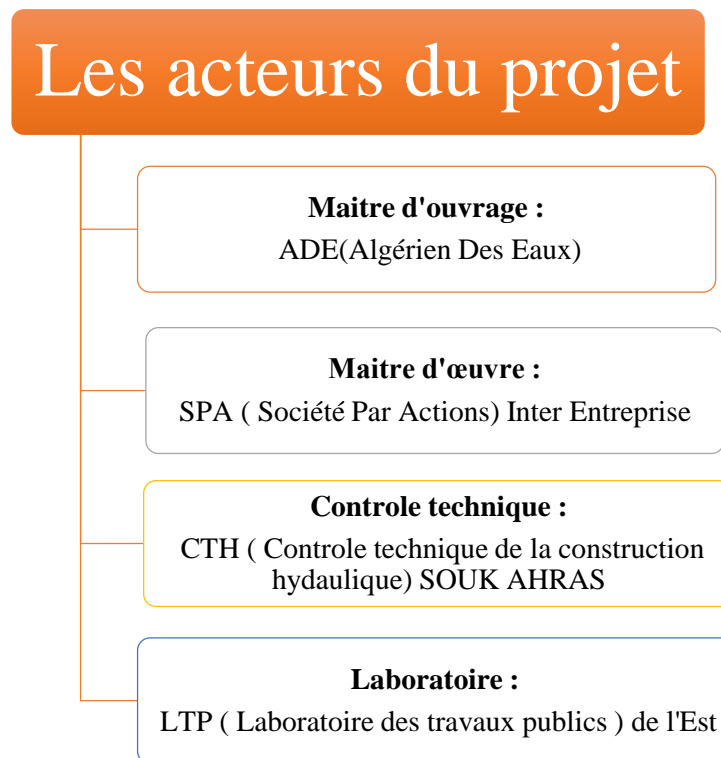 Les acteurs du projet
Maitre d'ouvrage :
ADE(Algérien Des Eaux)
Maitre d'œuvre :
SPA ( Société Par Actions) Inter Entreprise
Controle technique :
CTH ( Controle technique de la construction
hydaulique) SOUK AHRAS
Laboratoire :
LTP ( Laboratoire des travaux publics ) de l'Est